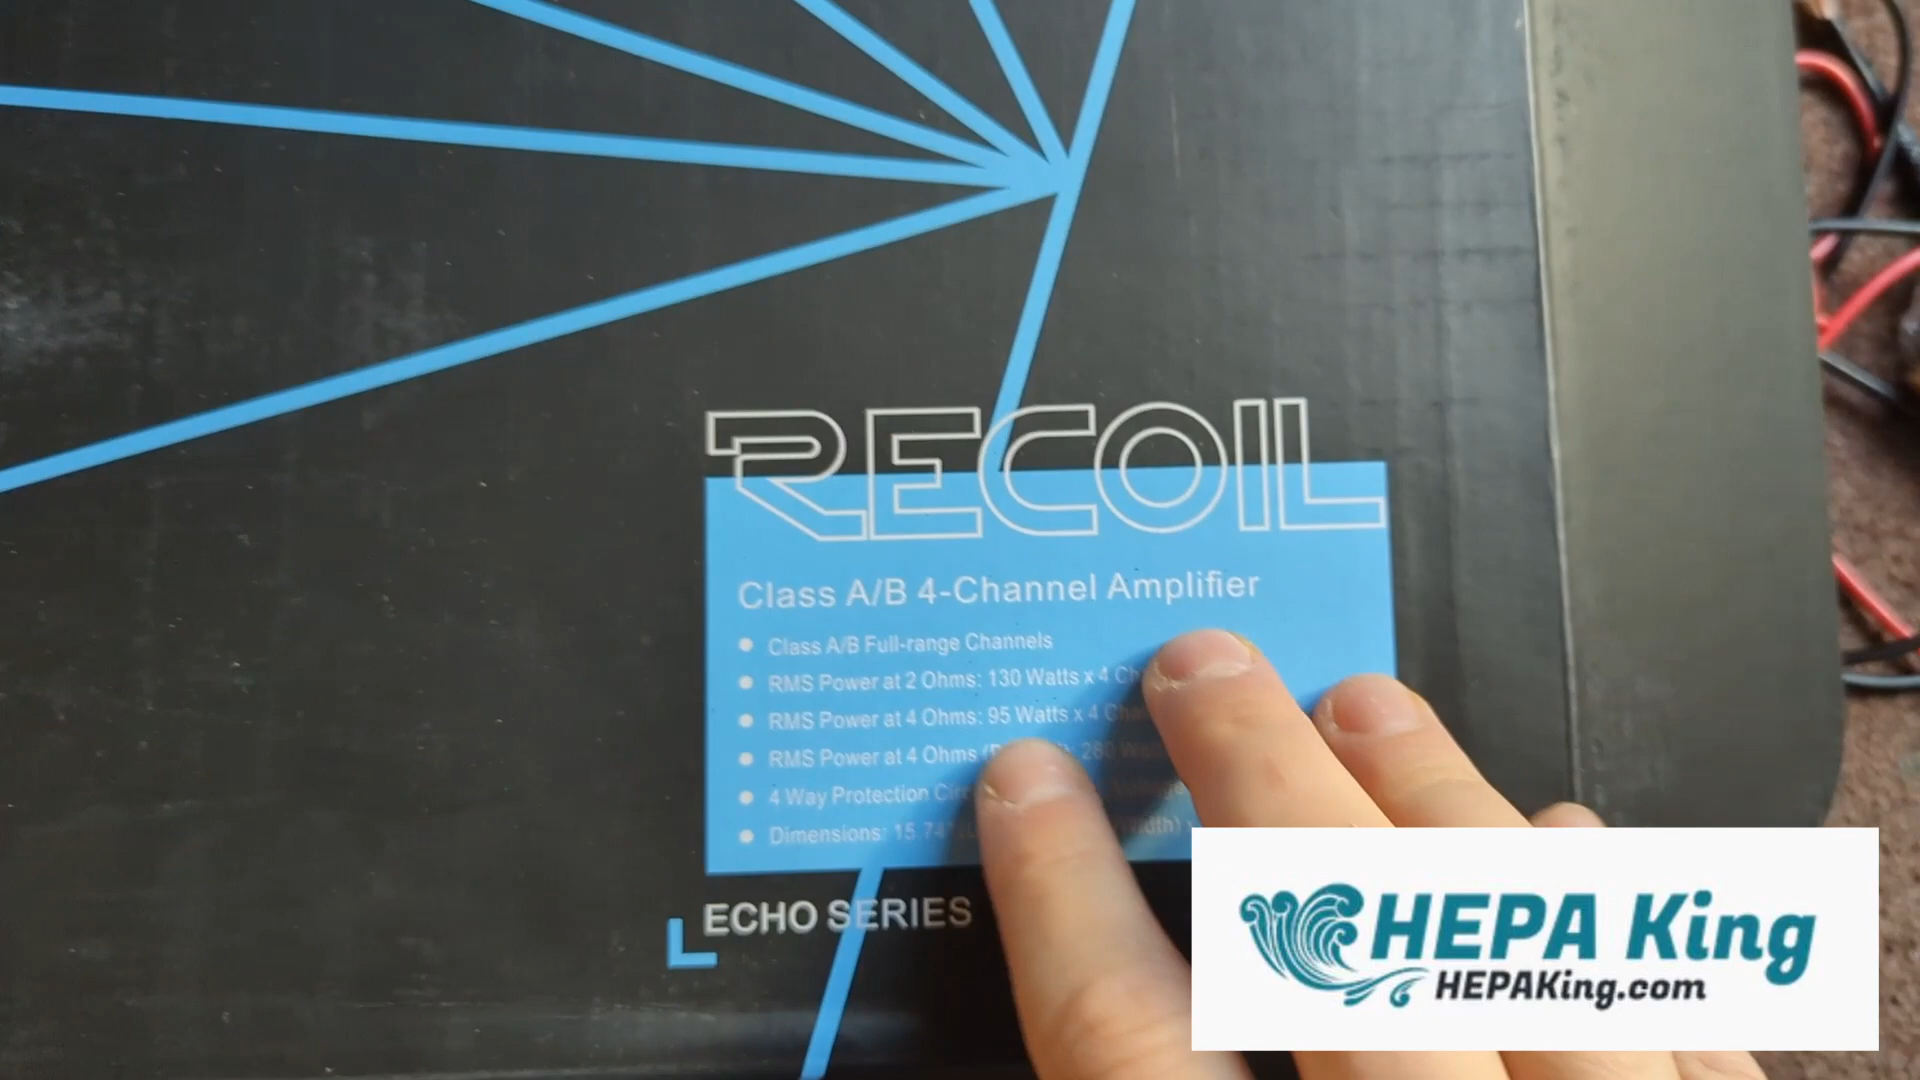 RECOIL
Class A/B 4-Channel Amplifier
Class A/B Full-range Channels
RMS Power at 2 Ohms: 130 Watts x 4
RMS Power at 4 Ohms: 95 Watts x 4
RMS Power at 4 Ohms 280
4 Way Protection
Dimensions: 15.74"
ECHO SERIES
HEPA King
HEPAKing.com